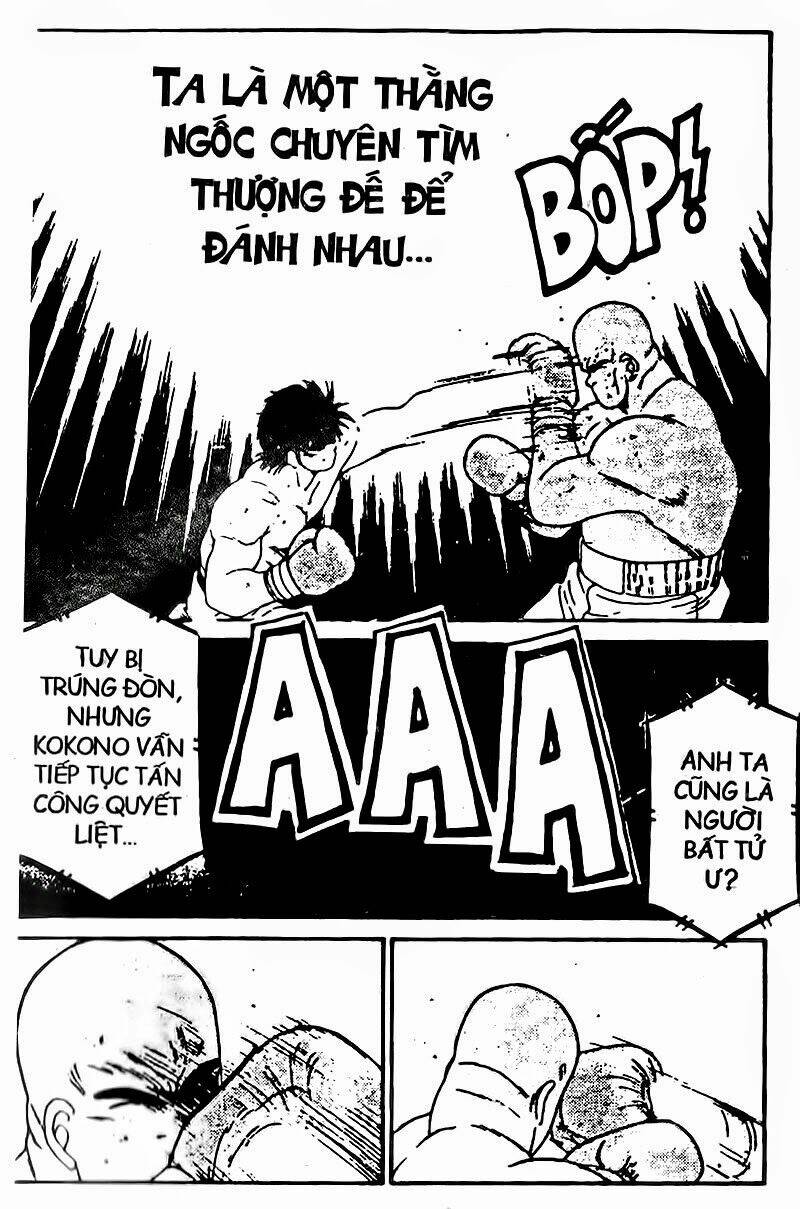 TA LÀ MỘT THẰNG
NGỐC CHUYÊN TÌM
THƯỢNG ĐẾ ĐỂ
ĐÁNH NHAU...
BỐP!
TUY BỊ
TRÚNG ĐÒN,
NHƯNG
KOKONO VẪN
TIẾP TỤC TẤN
CÔNG QUYẾT
LIỆT...
AAA
ANH TA
CŨNG LÀ
NGƯỜI
BẤT TỬ
Ư?